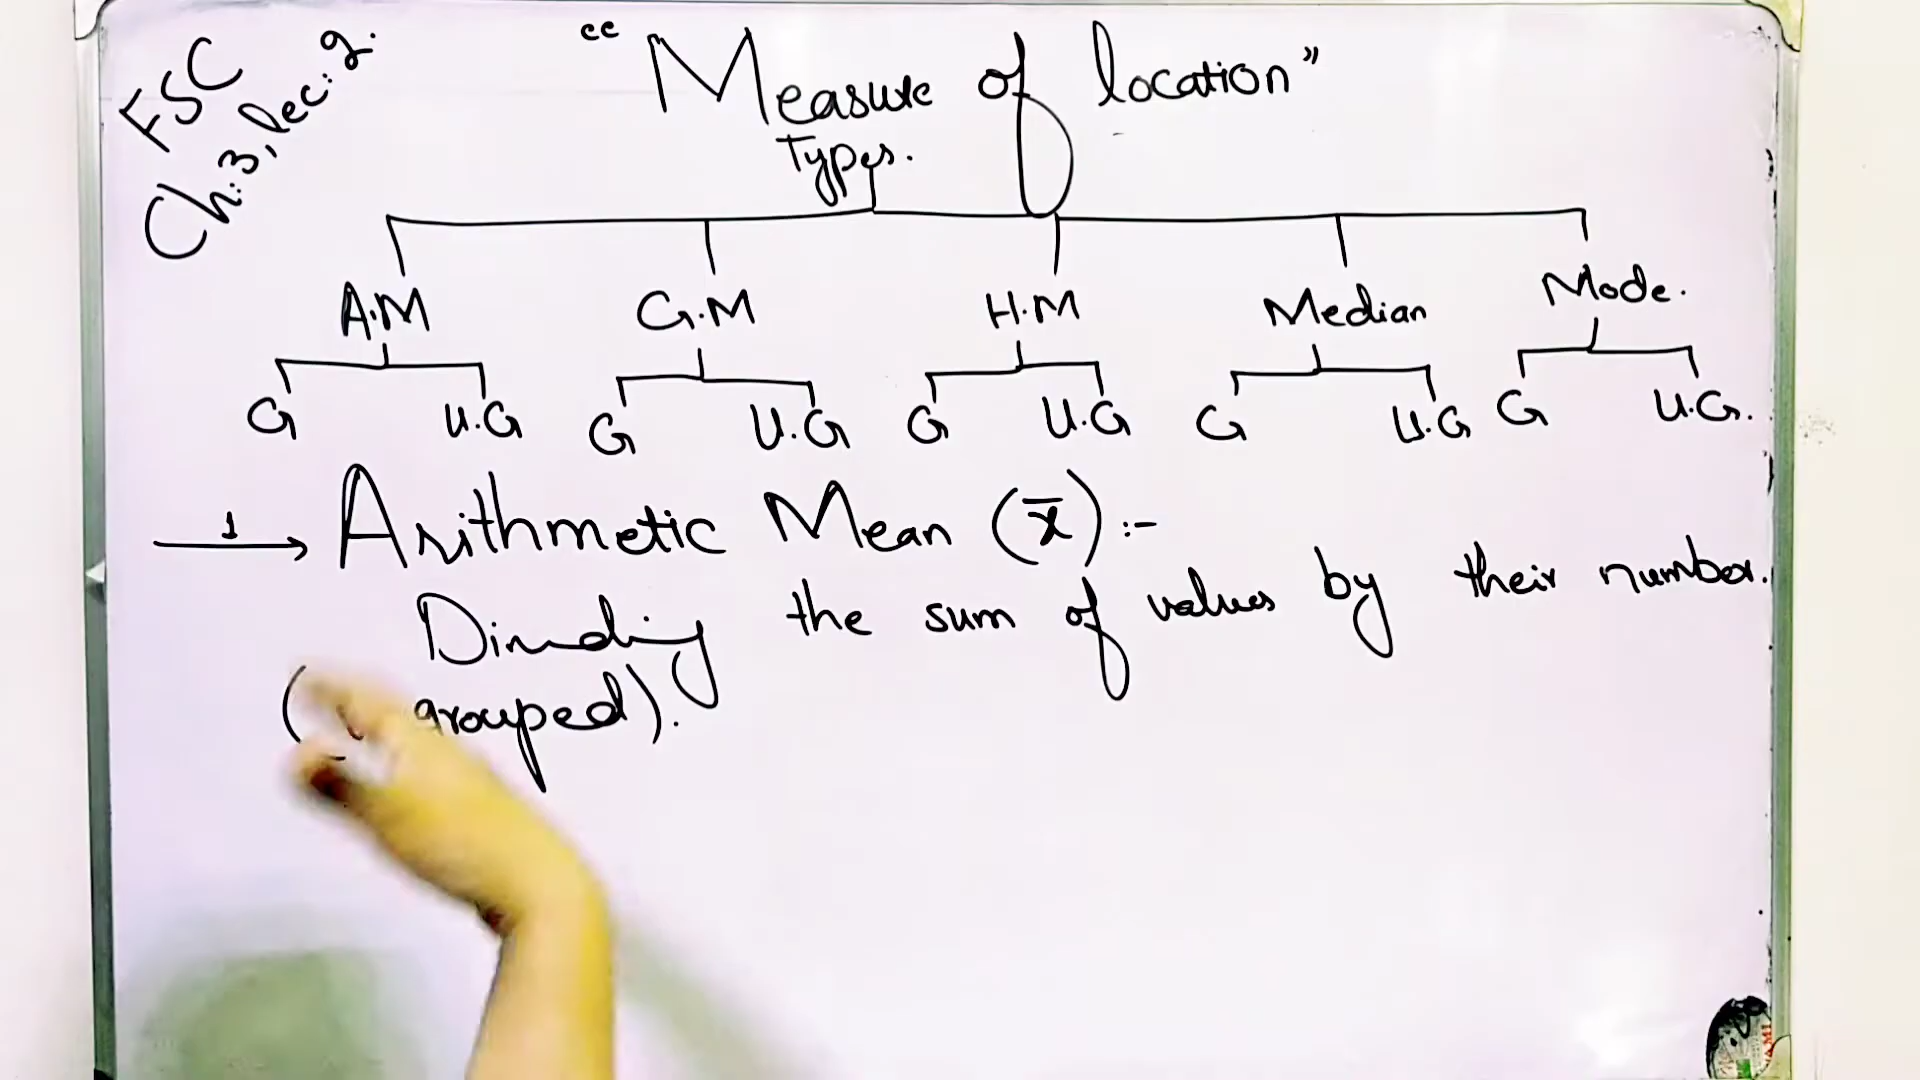 FSC
Ch:3, lec:2.
"Measure of location"
Types.
A.M G.M H.M Median Mode.
G U.G G U.G G U.G G U.G G U.G.
1 → Arithmetic Mean (x̄):-
Dividing the sum of values by their number.
( grouped).